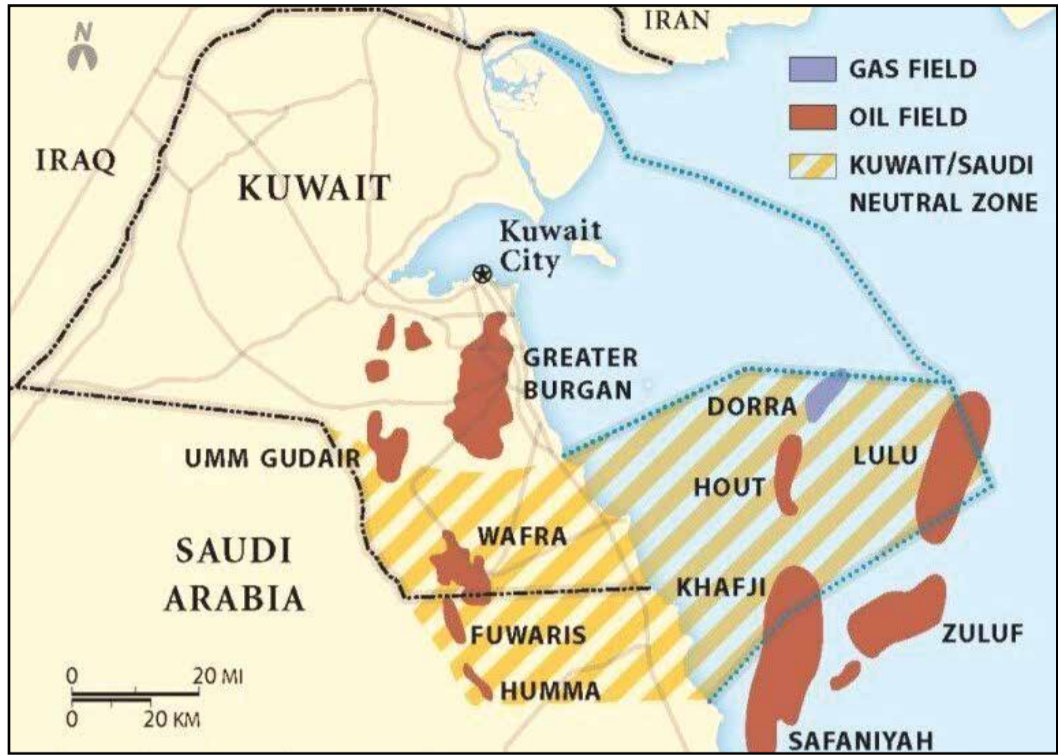 N
IRAN
GAS FIELD
OIL FIELD
KUWAIT/SAUDI
NEUTRAL ZONE
IRAQ
KUWAIT
Kuwait
City
GREATER
BURGAN
DORRA
UMM GUDAIR
LULU
HOUT
WAFRA
SAUDI
ARABIA
KHAFJI
FUWARIS
ZULUF
HUMMA
0 20 MI
0 20 KM
SAFANIYAH